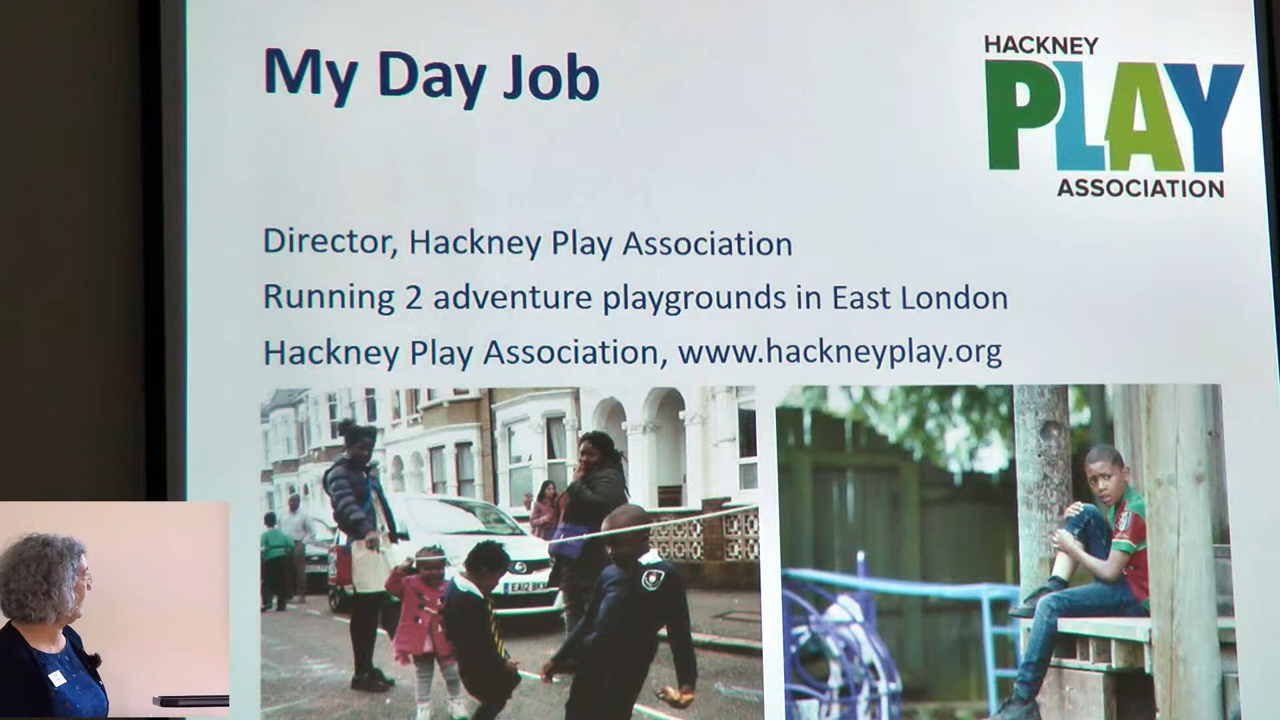 My Day Job
HACKNEY
PLAY
ASSOCIATION
Director, Hackney Play Association
Running 2 adventure playgrounds in East London
Hackney Play Association, www.hackneyplay.org